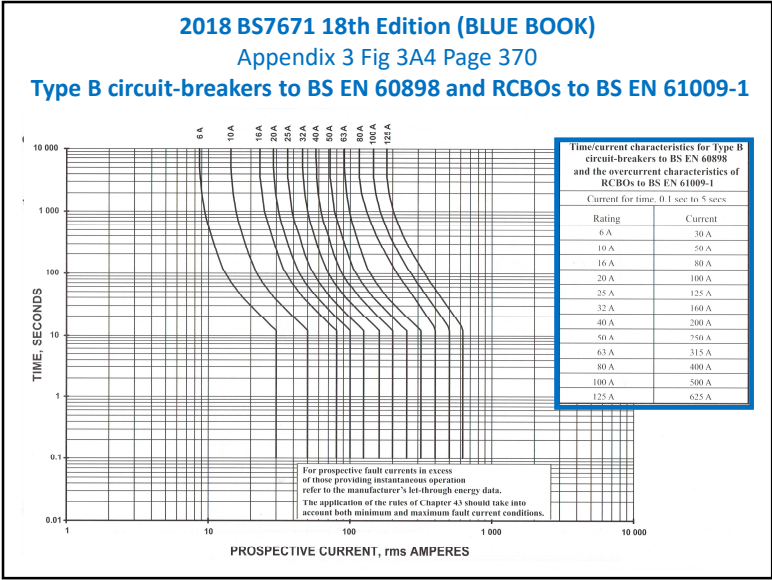 2018 BS7671 18th Edition (BLUE BOOK)
Appendix 3 Fig 3A4 Page 370
Type B circuit-breakers to BS EN 60898 and RCBOs to BS EN 61009-1
6 A
10 A
16 A
20 A
25 A
32 A
40 A
50 A
63 A
80 A
100 A
125 A
10 000
1 000
100
10
1
0.1
0.01
TIME, SECONDS
1
10
100
1 000
10 000
PROSPECTIVE CURRENT, rms AMPERES
For prospective fault currents in excess
of those providing instantaneous operation
refer to the manufacturer's let-through energy data.
The application of the rules of Chapter 43 should take into
account both minimum and maximum fault current conditions.
Time/current characteristics for Type B
circuit-breakers to BS EN 60898
and the overcurrent characteristics of
RCBOs to BS EN 61009-1
Current for time, 0.1 sec to 5 secs
Rating Current
6 A 30 A
10 A 50 A
16 A 80 A
20 A 100 A
25 A 125 A
32 A 160 A
40 A 200 A
50 A 250 A
63 A 315 A
80 A 400 A
100 A 500 A
125 A 625 A